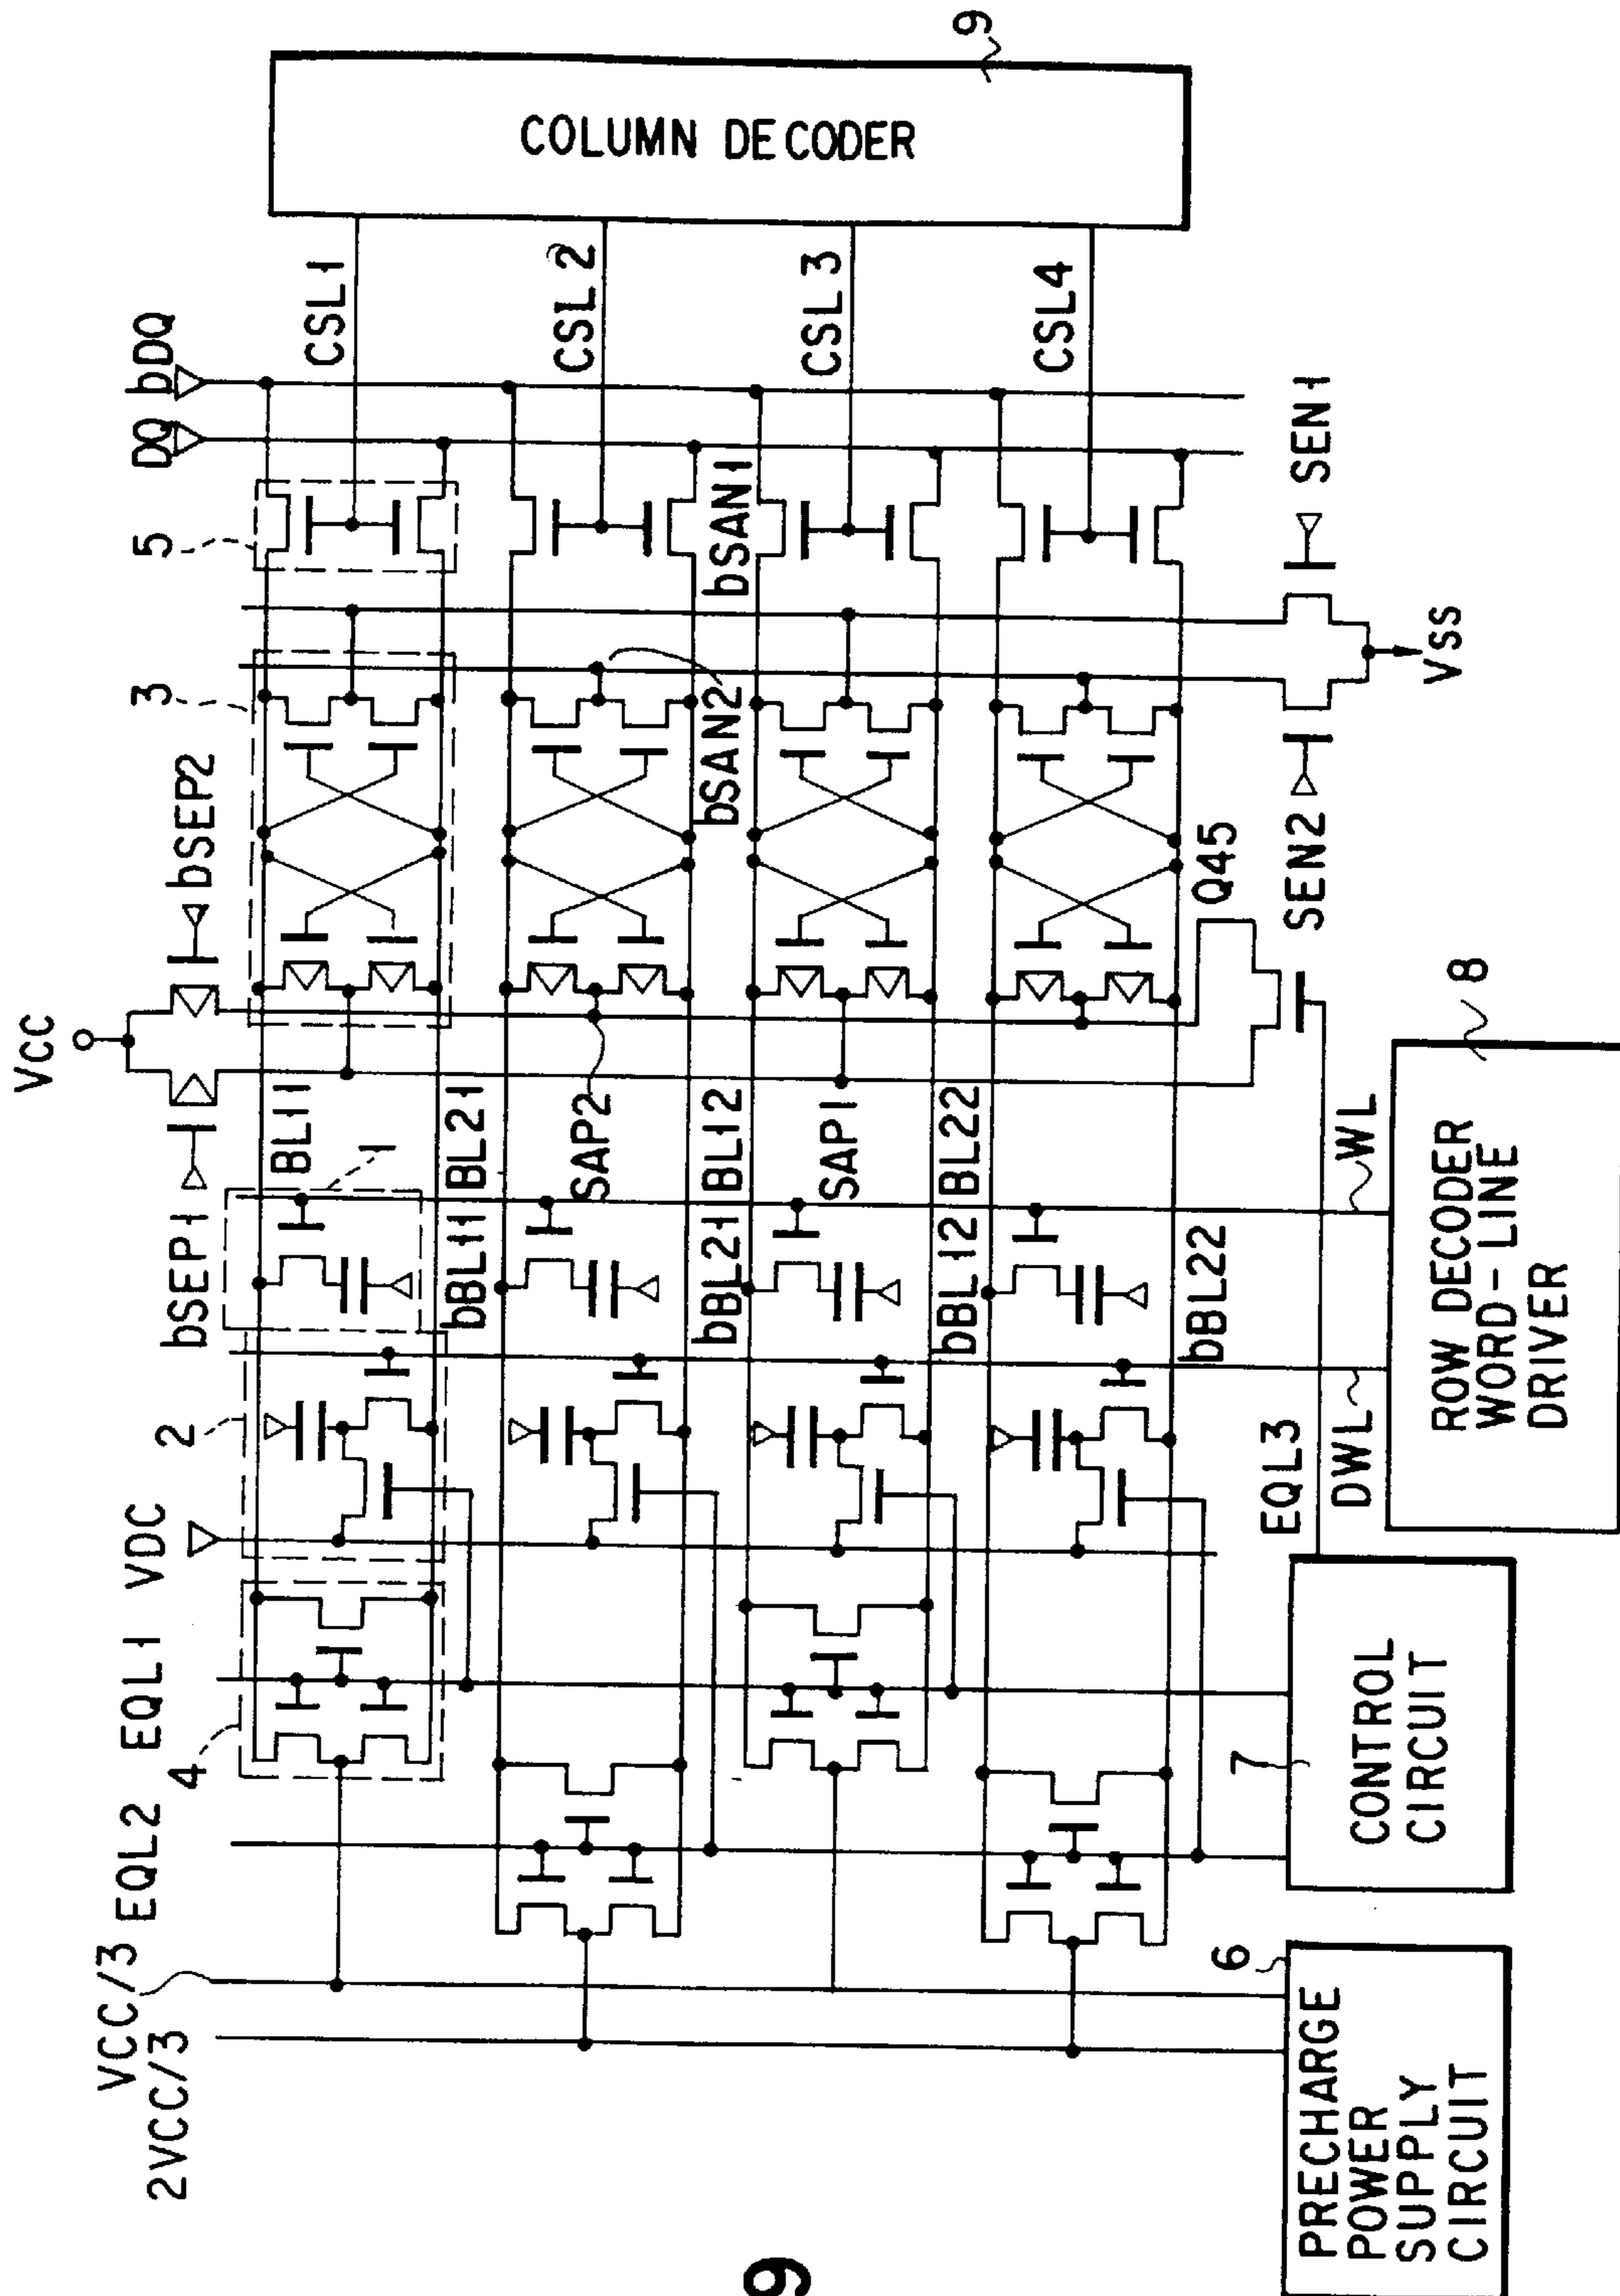 VCC/3
2VCC/3
EQL2
EQL1
VDC
4
2
bSEP1
VCC
bSEP2
3
5
DQ
bDQ
BL11
1
bBL11
BL21
SAP2
bBL21
BL12
SAP1
bBL12
BL22
bBL22
bSAN2
bSAN1
CSL1
CSL2
CSL3
CSL4
COLUMN DECODER
9
Q45
SEN2
SEN1
VSS
EQL3
DWL
WL
ROW DECODER
WORD-LINE
DRIVER
8
CONTROL
CIRCUIT
7
PRECHARGE
POWER
SUPPLY
CIRCUIT
6
9